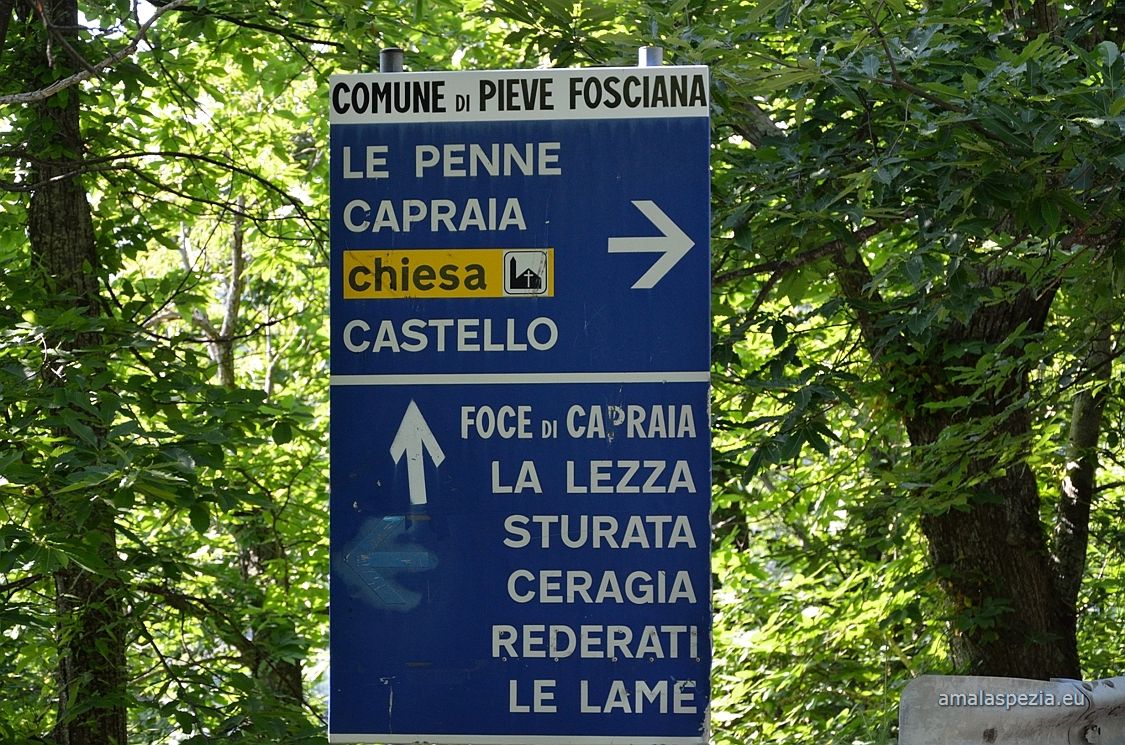 COMUNE DI PIEVE FOSCIANA
LE PENNE
CAPRAIA
chiesa
CASTELLO
FOCE DI CAPRAIA
LA LEZZA
STURATA
CERAGIA
REDERATI
LE LAME
amalaspezia.eu